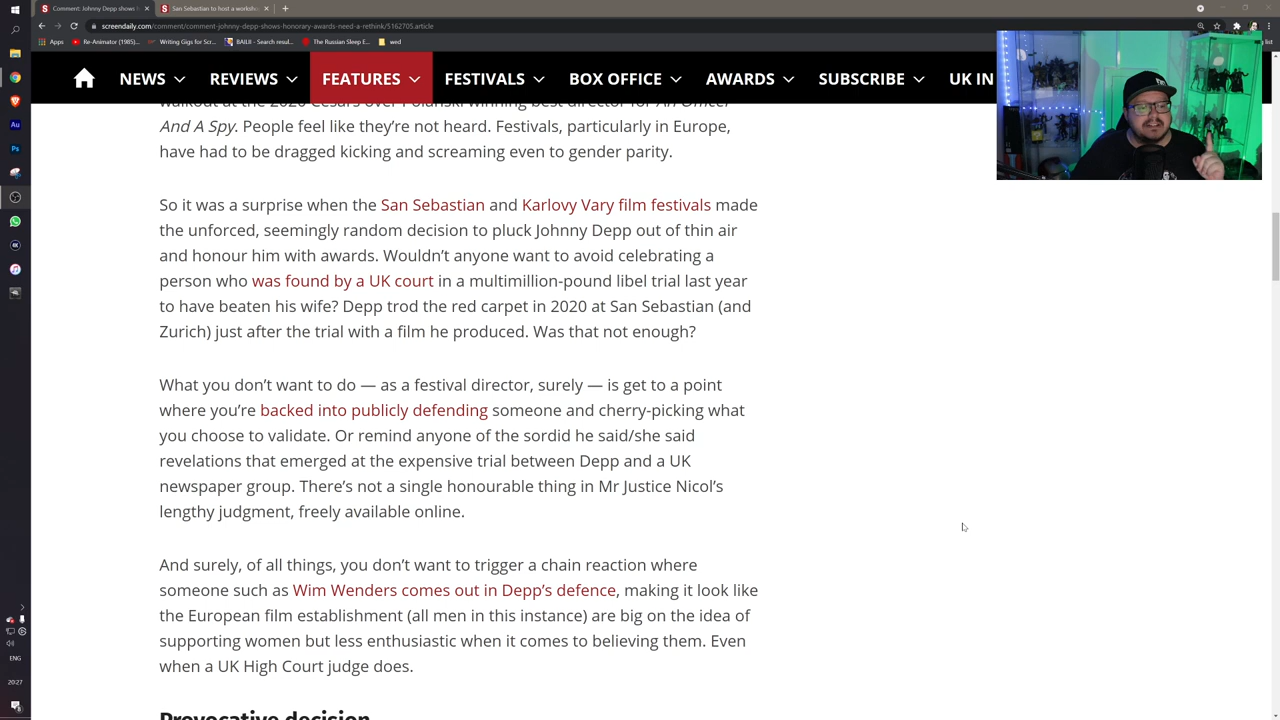 Comment: Johnny Depp shows h
San Sebastian to host a worksho
screendaily.com/comment/comment-johnny-depp-shows-honorary-awards-need-a-rethink/5162705.article
Apps Re-Animator (1985)... Writing Gigs for Scr... BAILII - Search resul... The Russian Sleep E... wed
ng list
NEWS REVIEWS FEATURES FESTIVALS BOX OFFICE AWARDS SUBSCRIBE UK IN
walkout at the 2020 Césars over Polanski winning best director for An Officer
And A Spy. People feel like they’re not heard. Festivals, particularly in Europe,
have had to be dragged kicking and screaming even to gender parity.
So it was a surprise when the San Sebastian and Karlovy Vary film festivals made
the unforced, seemingly random decision to pluck Johnny Depp out of thin air
and honour him with awards. Wouldn’t anyone want to avoid celebrating a
person who was found by a UK court in a multimillion-pound libel trial last year
to have beaten his wife? Depp trod the red carpet in 2020 at San Sebastian (and
Zurich) just after the trial with a film he produced. Was that not enough?
What you don’t want to do — as a festival director, surely — is get to a point
where you’re backed into publicly defending someone and cherry-picking what
you choose to validate. Or remind anyone of the sordid he said/she said
revelations that emerged at the expensive trial between Depp and a UK
newspaper group. There’s not a single honourable thing in Mr Justice Nicol’s
lengthy judgment, freely available online.
And surely, of all things, you don’t want to trigger a chain reaction where
someone such as Wim Wenders comes out in Depp’s defence, making it look like
the European film establishment (all men in this instance) are big on the idea of
supporting women but less enthusiastic when it comes to believing them. Even
when a UK High Court judge does.
Provocative decision
Au
Ps
ENG
20:27